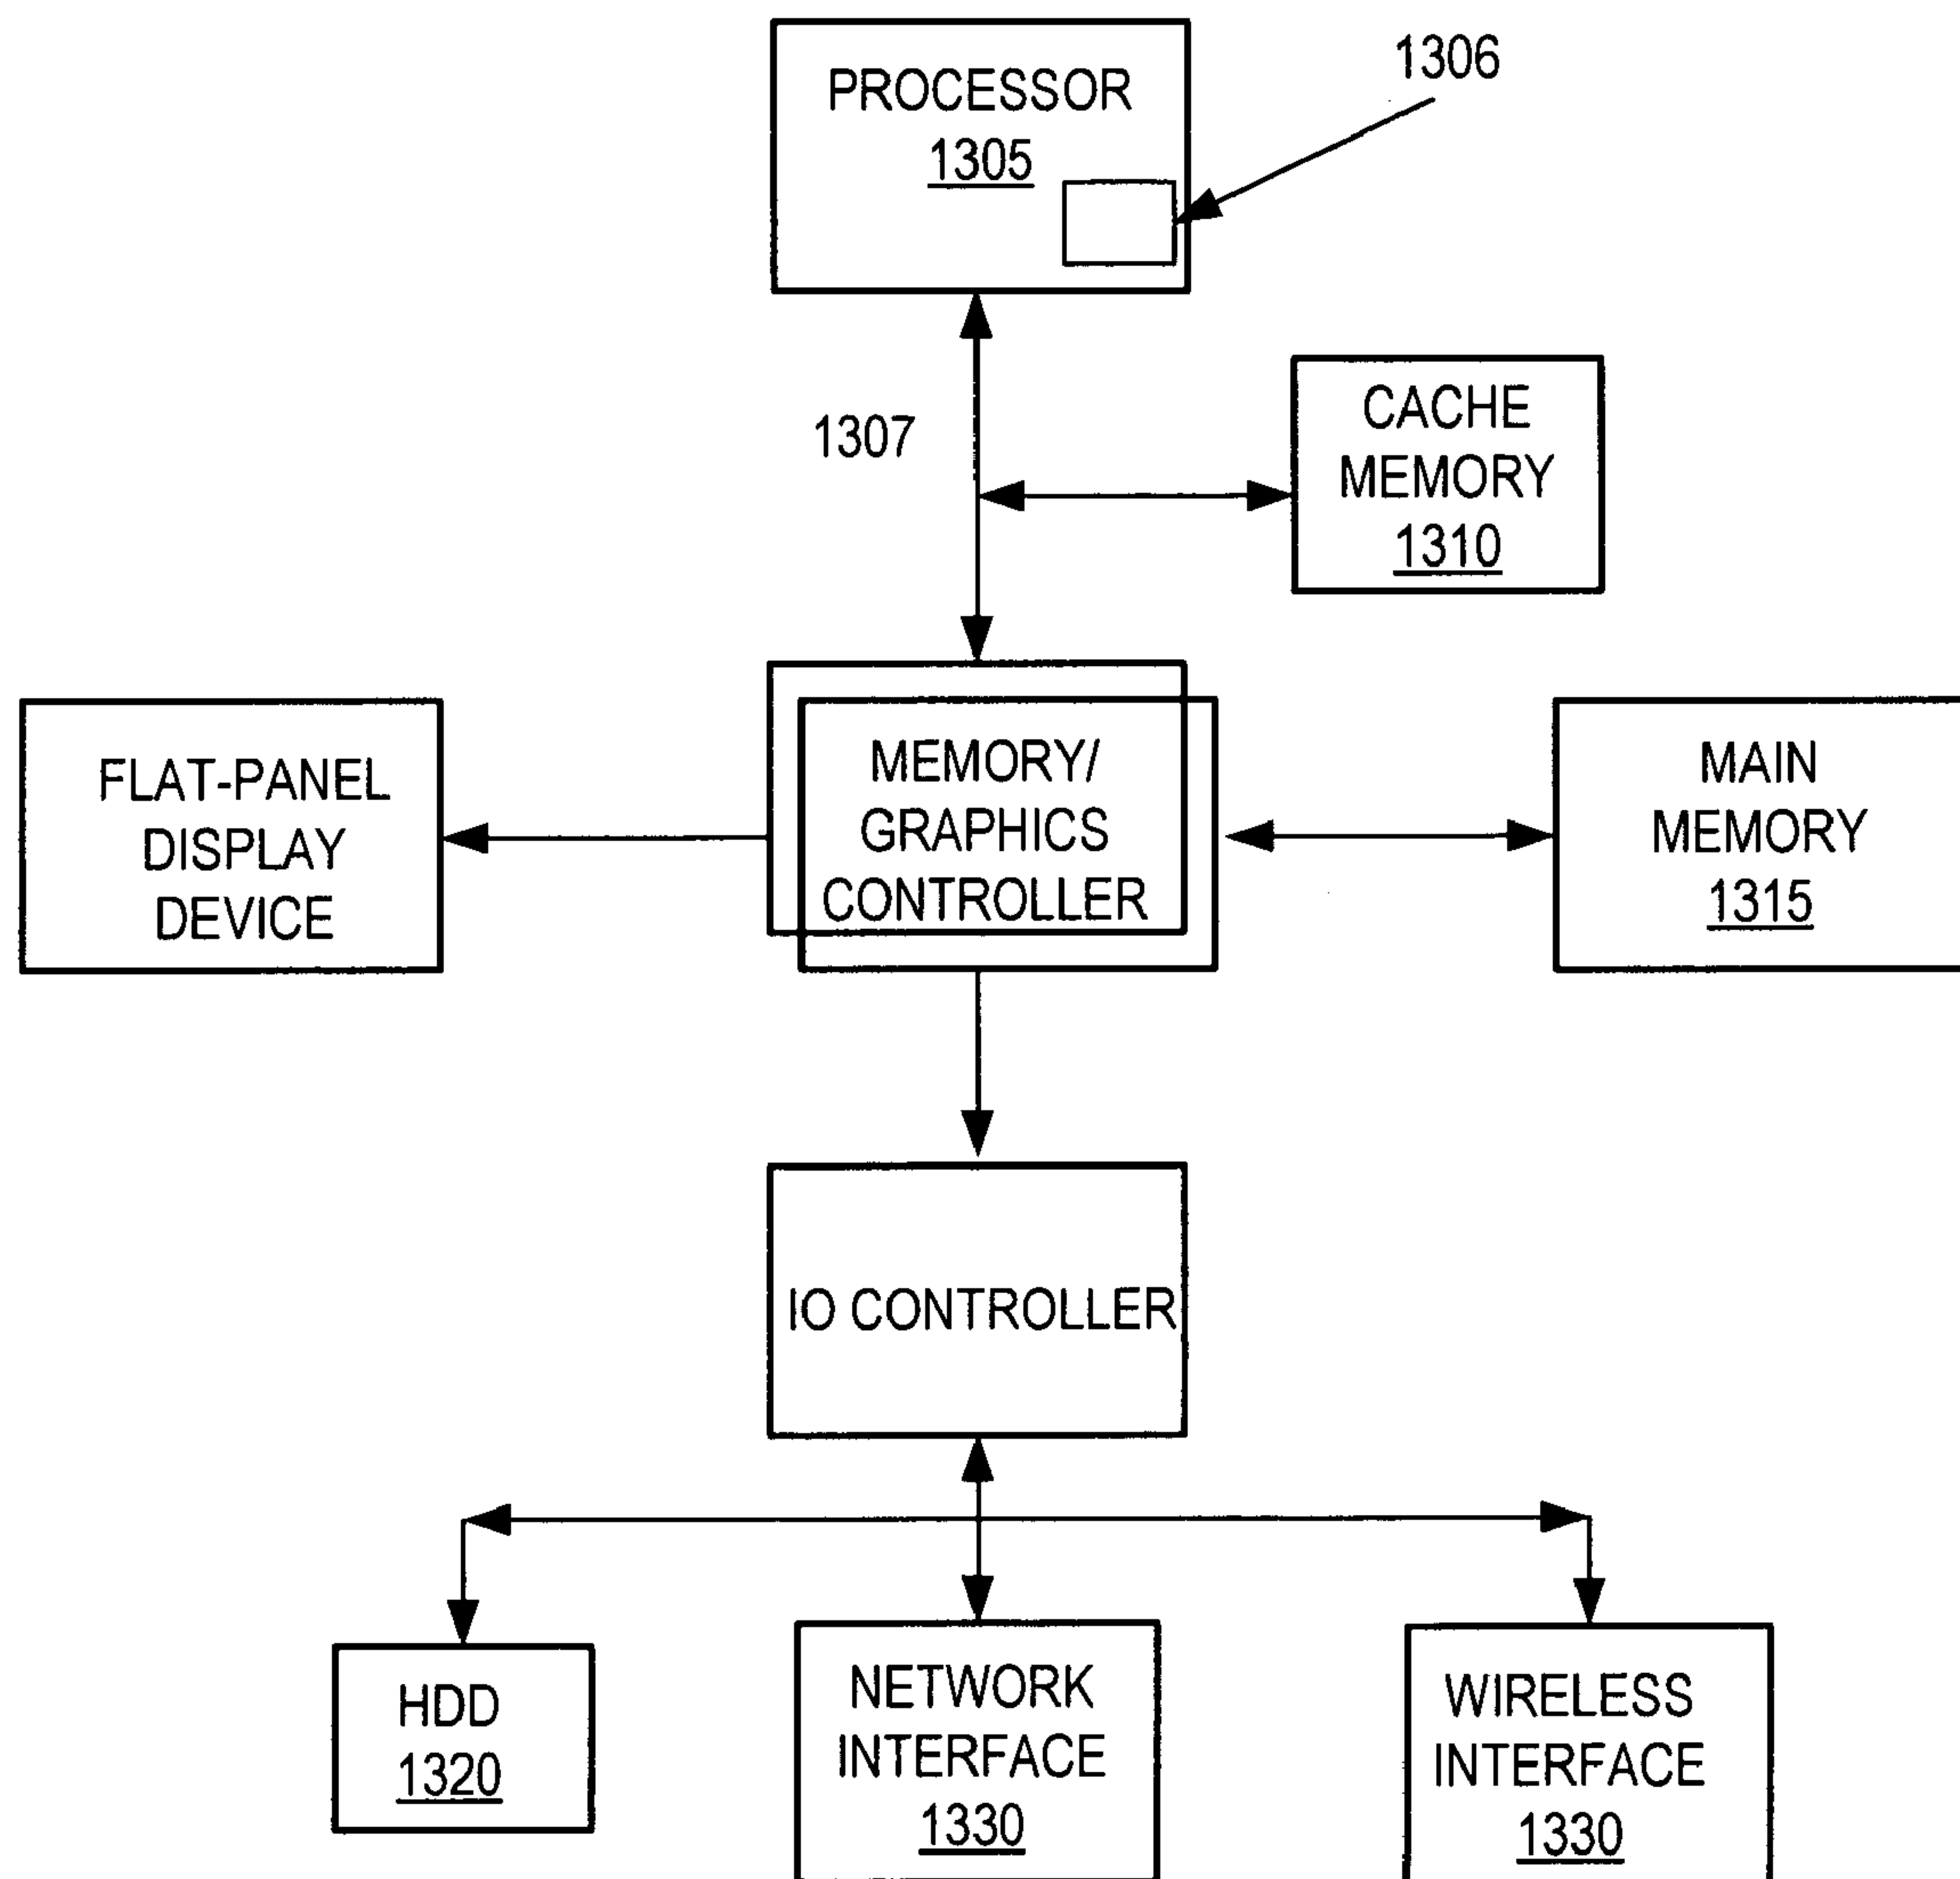 PROCESSOR
1305
1306
1307
CACHE
MEMORY
1310
FLAT-PANEL
DISPLAY
DEVICE
MEMORY/
GRAPHICS
CONTROLLER
MAIN
MEMORY
1315
IO CONTROLLER
HDD
1320
NETWORK
INTERFACE
1330
WIRELESS
INTERFACE
1330